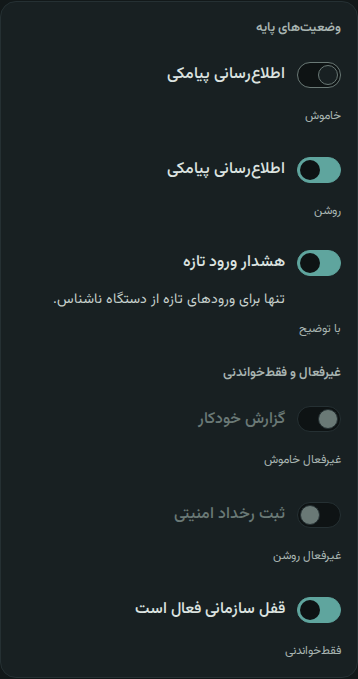 وضعیت‌های پایه
اطلاع‌رسانی پیامکی
خاموش
اطلاع‌رسانی پیامکی
روشن
هشدار ورود تازه
تنها برای ورودهای تازه از دستگاه ناشناس.
با توضیح
غیرفعال و فقط‌خواندنی
گزارش خودکار
غیرفعال خاموش
ثبت رخداد امنیتی
غیرفعال روشن
قفل سازمانی فعال است
فقط‌خواندنی